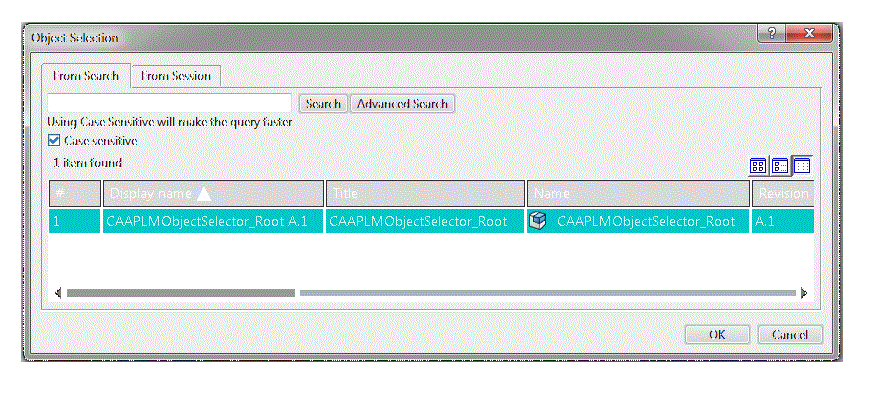 Object Selection
From Search From Session
Search Advanced Search
Using Case Sensitive will make the query faster
Case sensitive
1 item found
# Display name Title Name Revision
1 CAAPLMObjectSelector_Root A.1 CAAPLMObjectSelector_Root CAAPLMObjectSelector_Root A.1
OK Cancel